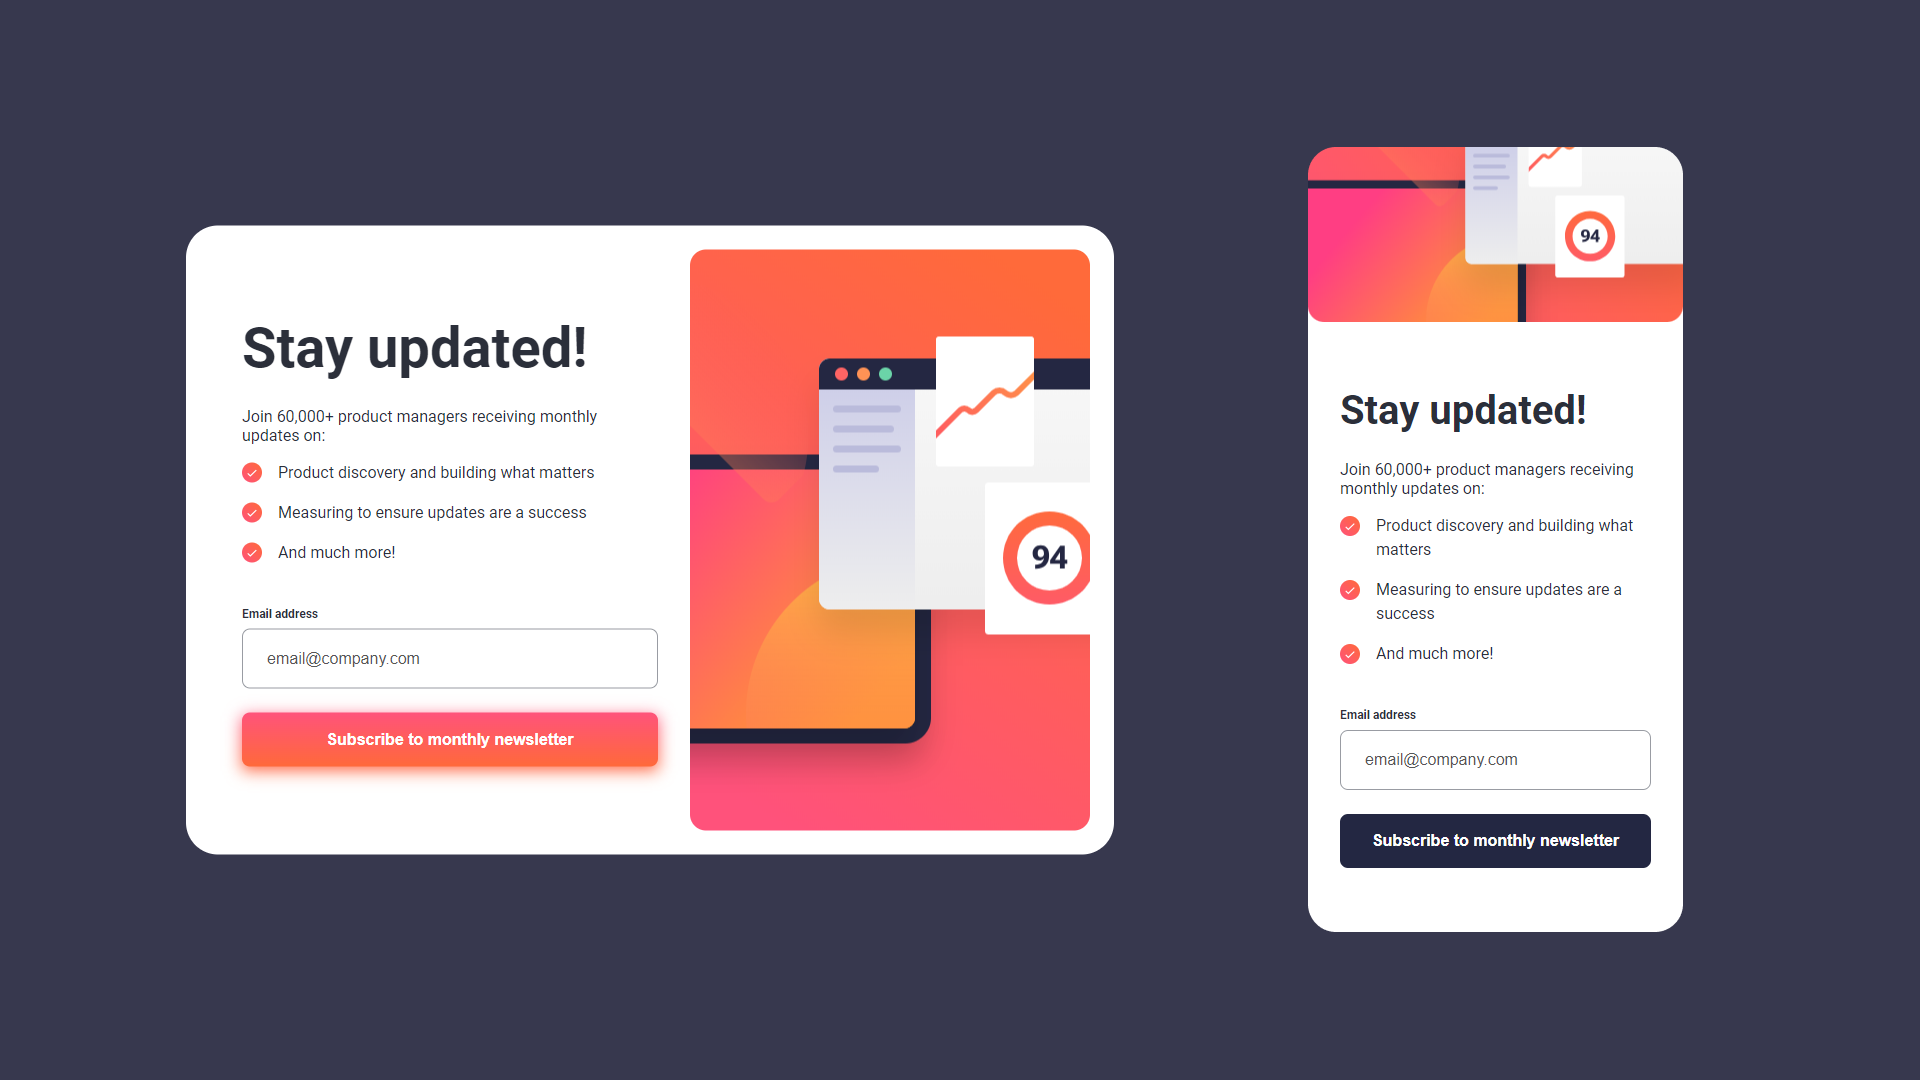 Stay updated!
Join 60,000+ product managers receiving monthly
updates on:
Product discovery and building what matters
Measuring to ensure updates are a success
And much more!
Email address
email@company.com
Subscribe to monthly newsletter
94
94
Stay updated!
Join 60,000+ product managers receiving
monthly updates on:
Product discovery and building what
matters
Measuring to ensure updates are a
success
And much more!
Email address
email@company.com
Subscribe to monthly newsletter